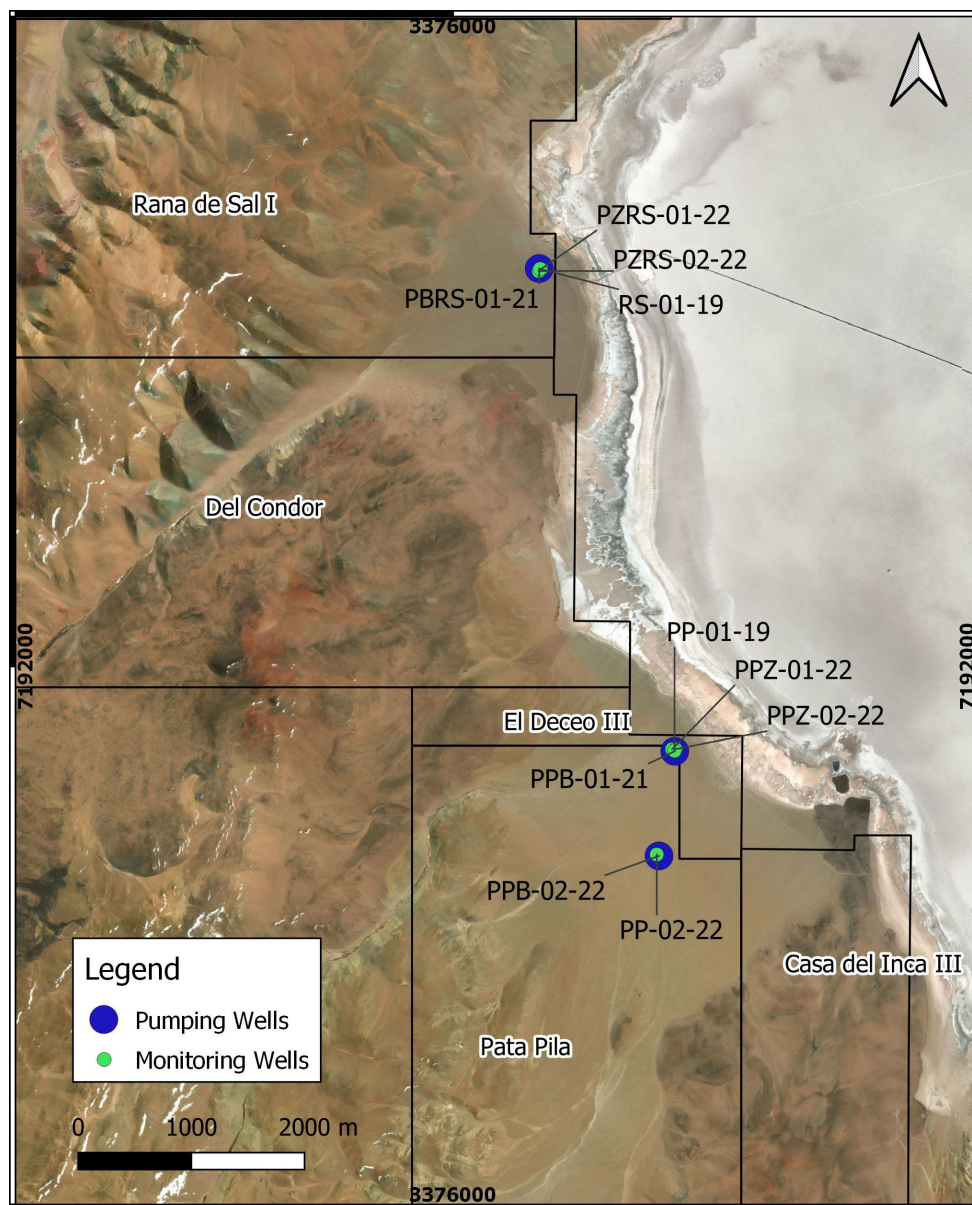 3376000
Rana de Sal I
PZRS-01-22
PZRS-02-22
PBRS-01-21
RS-01-19
Del Condor
7192000
7192000
PP-01-19
PPZ-01-22
PPZ-02-22
El Deceo III
PPB-01-21
PPB-02-22
PP-02-22
Casa del Inca III
Pata Pila
Legend
Pumping Wells
Monitoring Wells
0 1000 2000 m
3376000